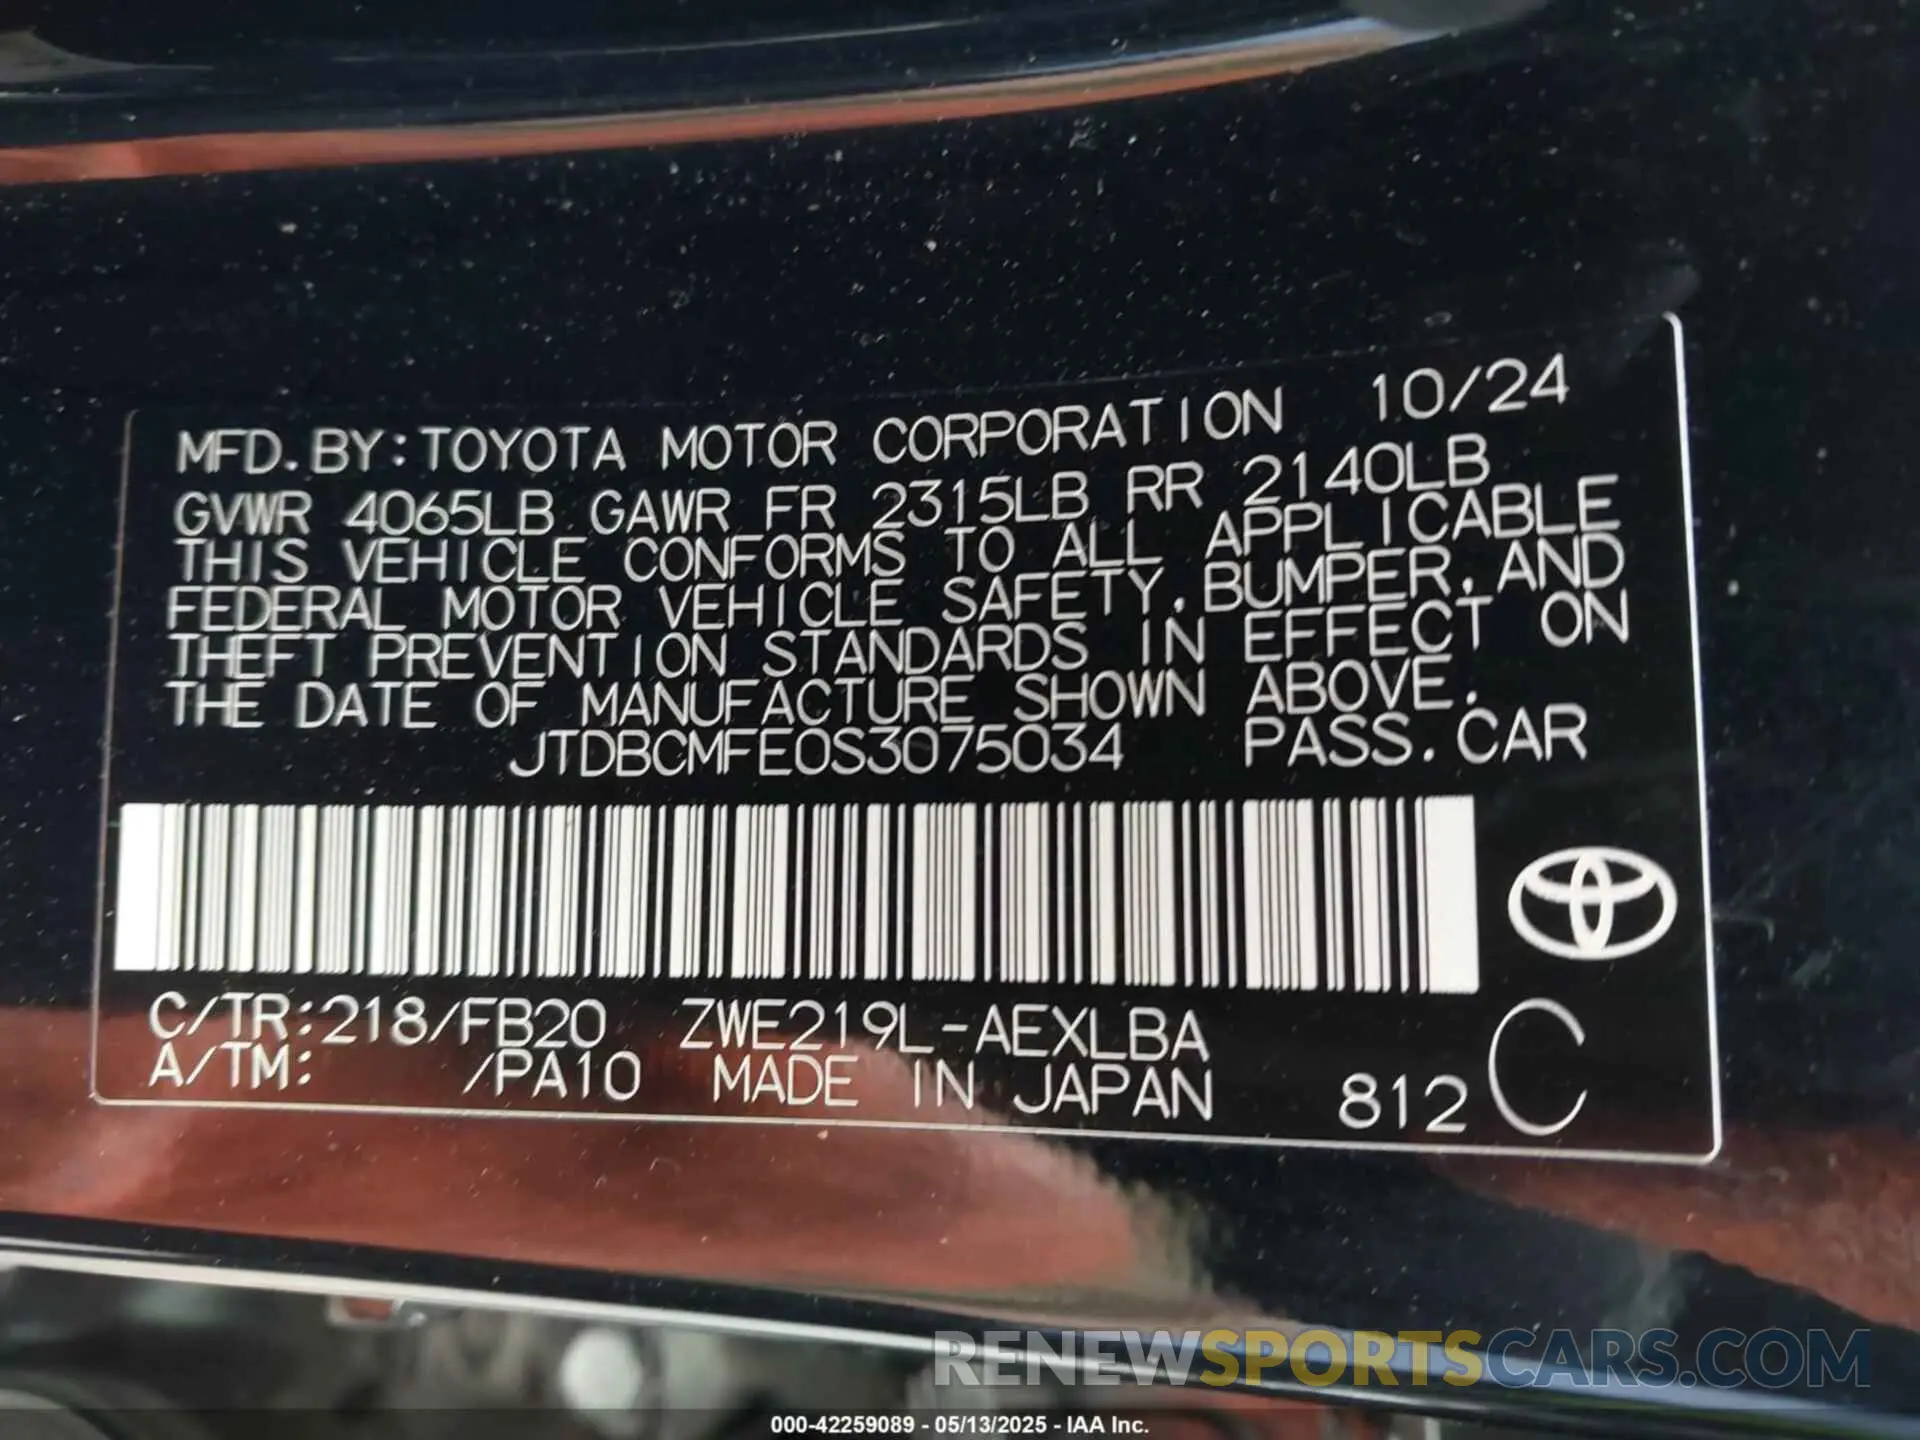 MFD. BY: TOYOTA MOTOR CORPORATION 10/24
GVWR 4065LB GAWR FR 2315LB RR 2140LB
THIS VEHICLE CONFORMS TO ALL APPLICABLE
FEDERAL MOTOR VEHICLE SAFETY, BUMPER, AND
THEFT PREVENTION STANDARDS IN EFFECT ON
THE DATE OF MANUFACTURE SHOWN ABOVE.
JTDBCMFE0S3075034 PASS. CAR
C/TR:218/FB20 ZWE219L-AEXLBA
A/TM: /PA10 MADE IN JAPAN 812 C
RENEWSPORTSCARS.COM
000-42259089 - 05/13/2025 - IAA Inc.